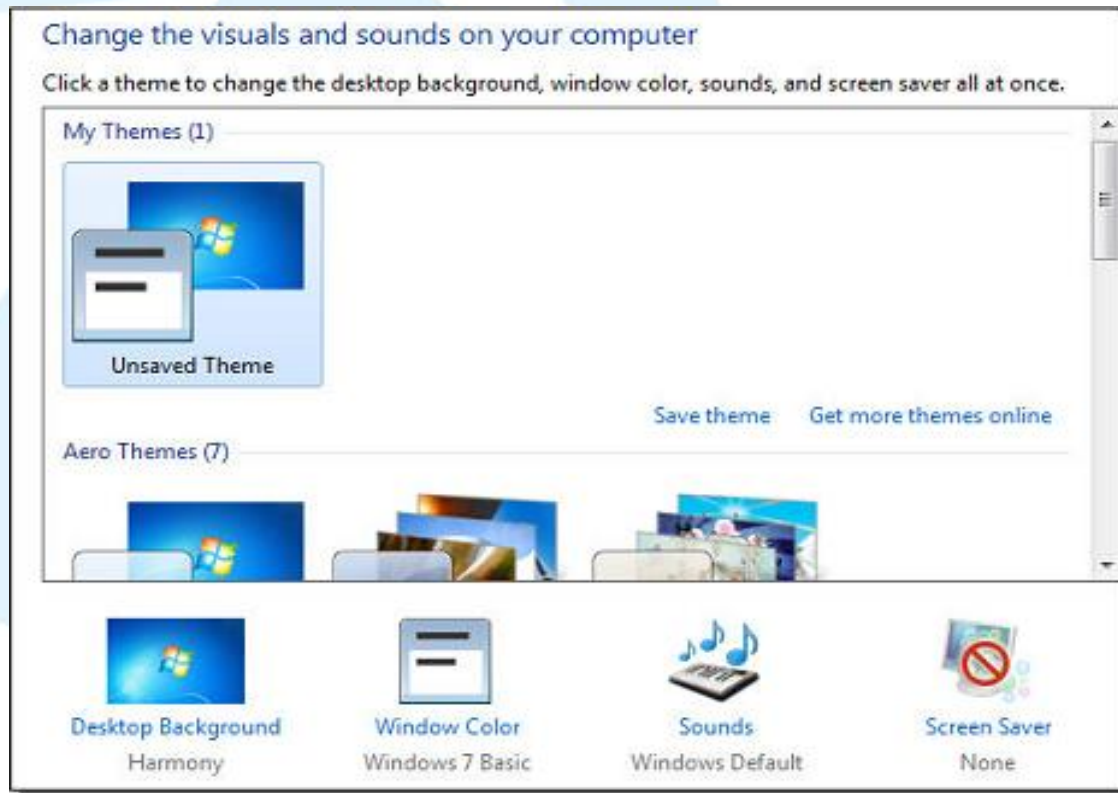 Change the visuals and sounds on your computer
Click a theme to change the desktop background, window color, sounds, and screen saver all at once.
My Themes (1)
Unsaved Theme
Save theme Get more themes online
Aero Themes (7)
Desktop Background Window Color Sounds Screen Saver
Harmony Windows 7 Basic Windows Default None